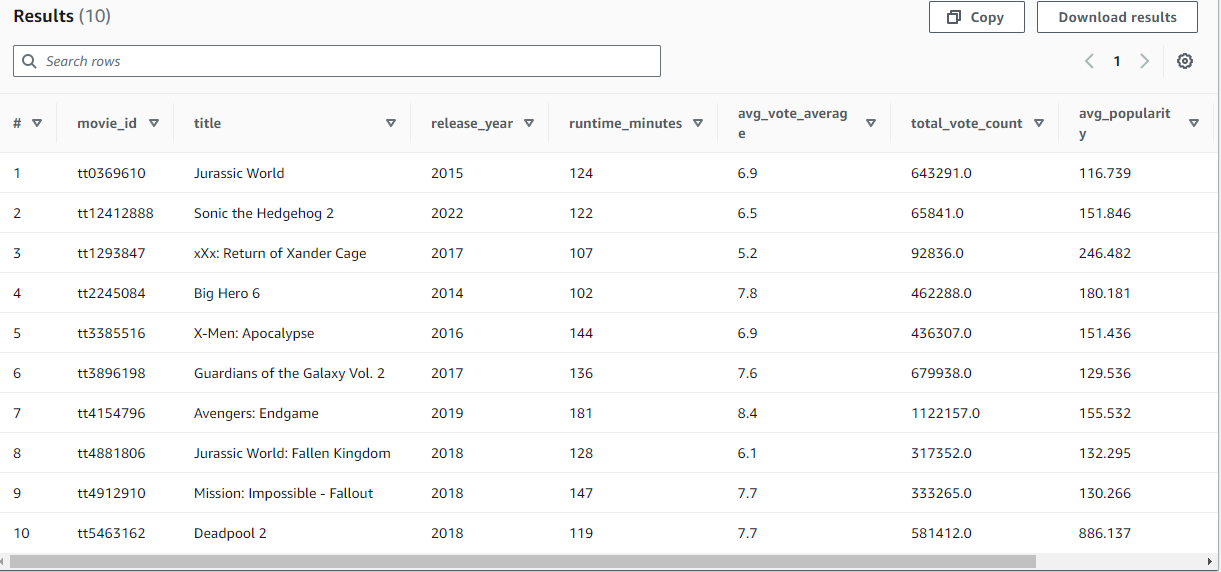 Results (10)
Copy
Download results
Search rows
1
# movie_id title release_year runtime_minutes avg_vote_averag
e total_vote_count avg_popularit
y
1 tt0369610 Jurassic World 2015 124 6.9 643291.0 116.739
2 tt12412888 Sonic the Hedgehog 2 2022 122 6.5 65841.0 151.846
3 tt1293847 xXx: Return of Xander Cage 2017 107 5.2 92836.0 246.482
4 tt2245084 Big Hero 6 2014 102 7.8 462288.0 180.181
5 tt3385516 X-Men: Apocalypse 2016 144 6.9 436307.0 151.436
6 tt3896198 Guardians of the Galaxy Vol. 2 2017 136 7.6 679938.0 129.536
7 tt4154796 Avengers: Endgame 2019 181 8.4 1122157.0 155.532
8 tt4881806 Jurassic World: Fallen Kingdom 2018 128 6.1 317352.0 132.295
9 tt4912910 Mission: Impossible - Fallout 2018 147 7.7 333265.0 130.266
10 tt5463162 Deadpool 2 2018 119 7.7 581412.0 886.137